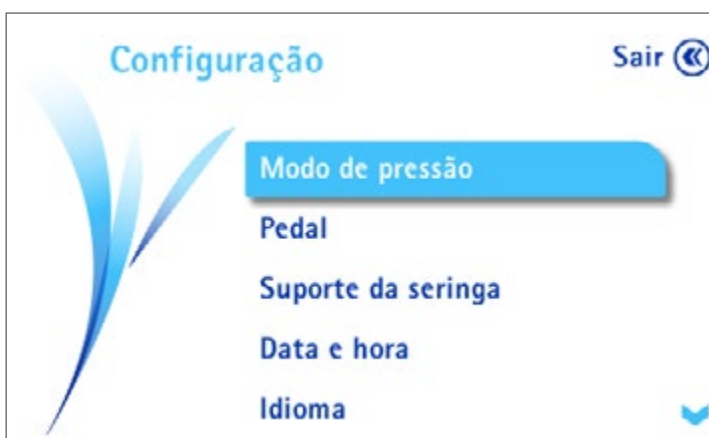 Configuração
Sair
Modo de pressão
Pedal
Suporte da seringa
Data e hora
Idioma